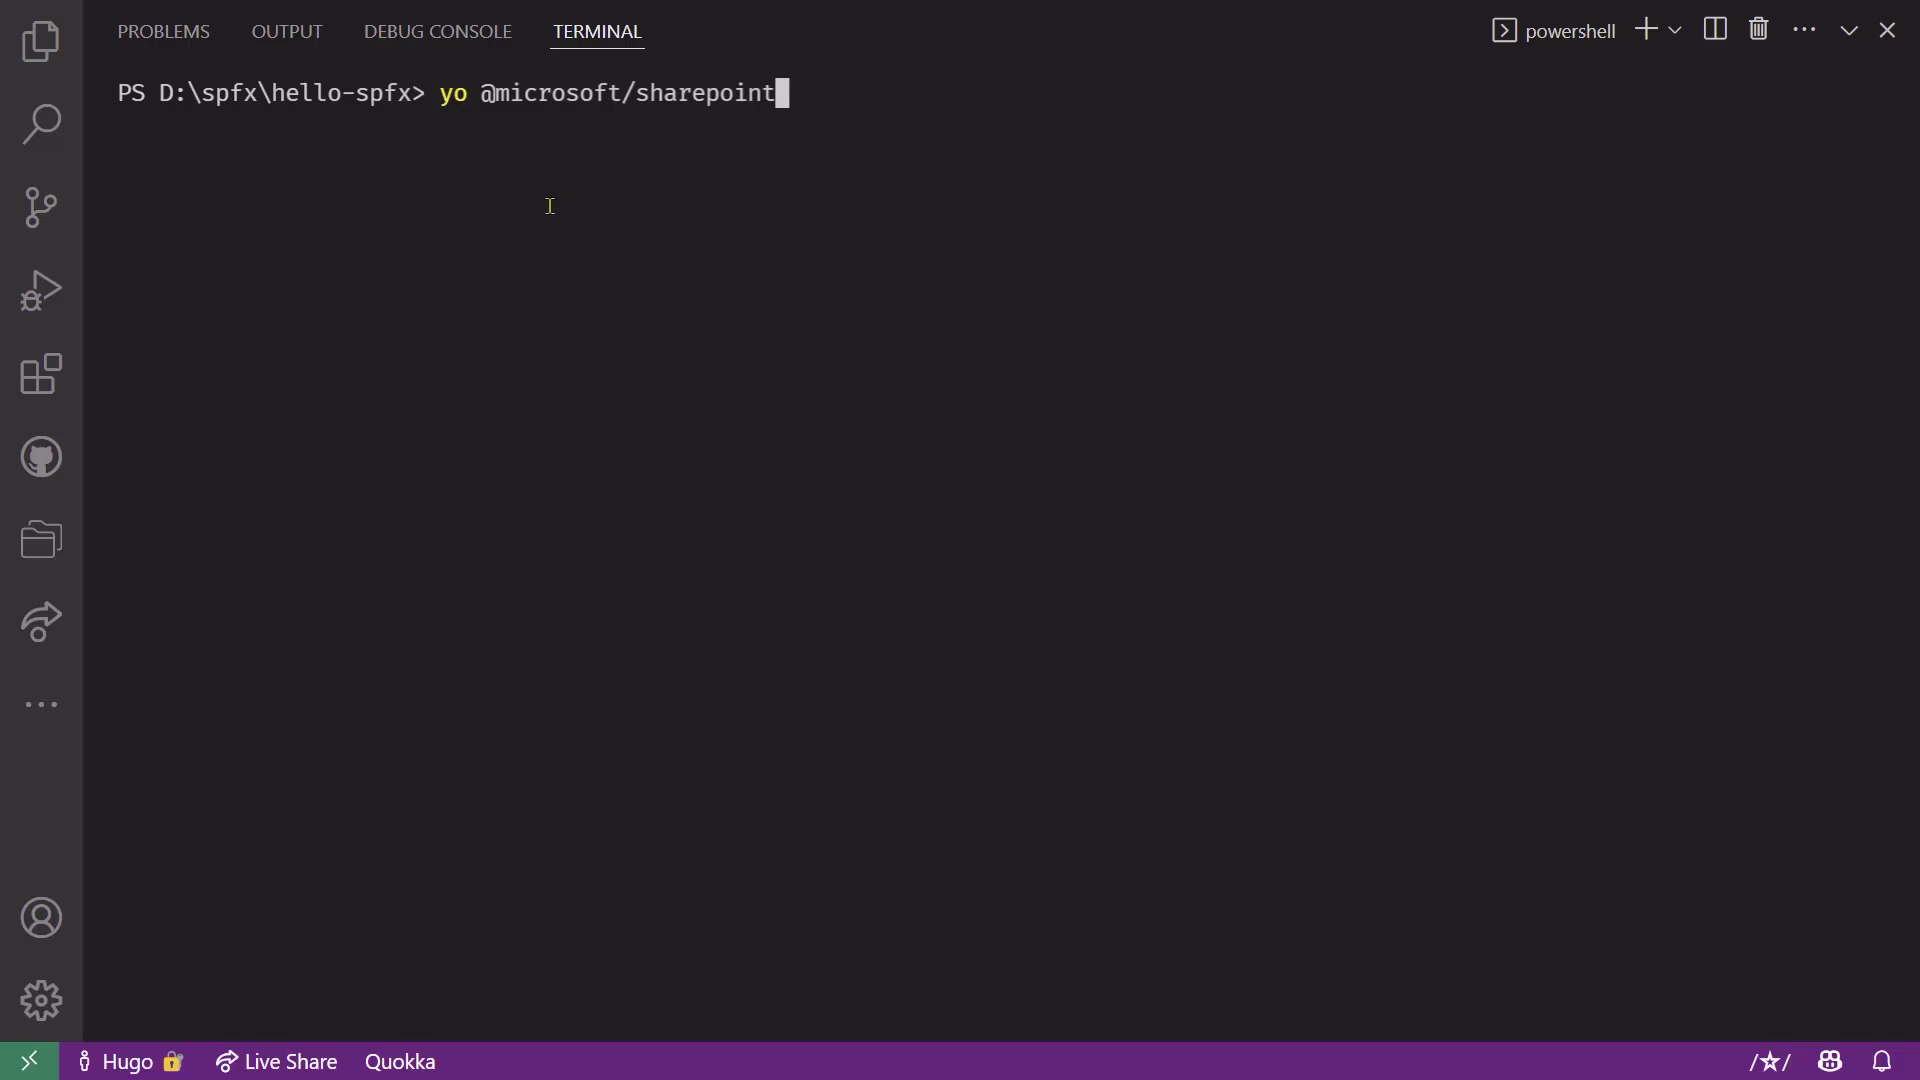 PROBLEMS OUTPUT DEBUG CONSOLE TERMINAL powershell
PS D:\spfx\hello-spfx> yo @microsoft/sharepoint
Hugo Live Share Quokka